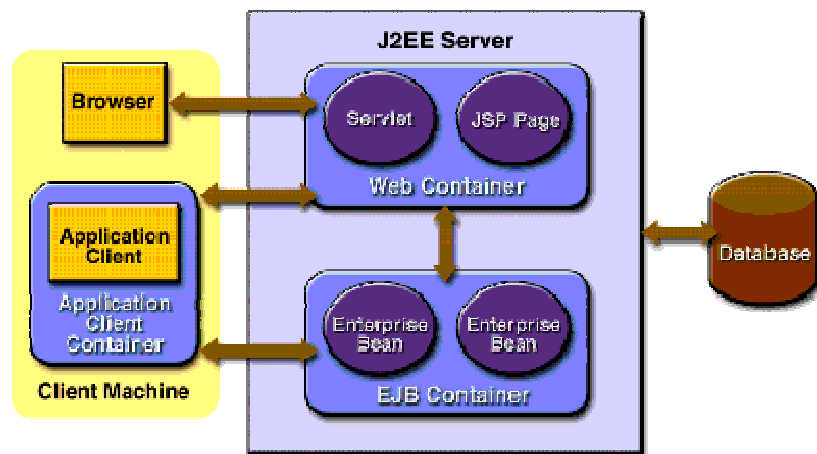 J2EE Server
Browser
Servlet
JSP Page
Web Container
Application
Client
Application
Client
Container
Client Machine
Enterprise
Bean
Enterprise
Bean
EJB Container
Database